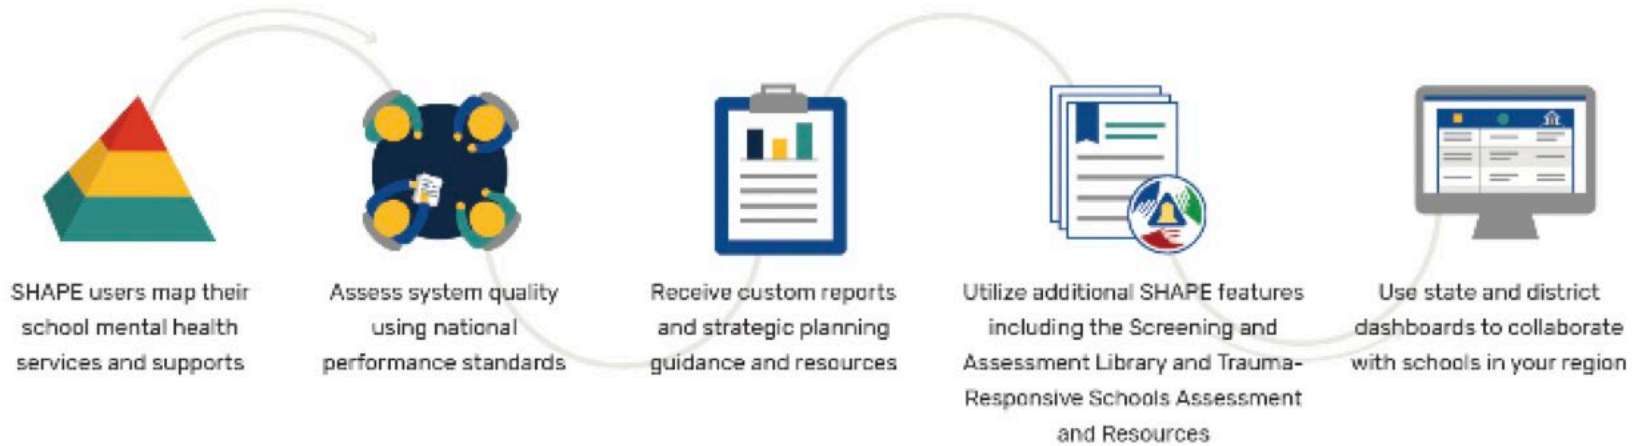 SHAPE users map their
school mental health
services and supports
Assess system quality
using national
performance standards
Receive custom reports
and strategic planning
guidance and resources
Utilize additional SHAPE features
including the Screening and
Assessment Library and Trauma-
Responsive Schools Assessment
and Resources
Use state and district
dashboards to collaborate
with schools in your region